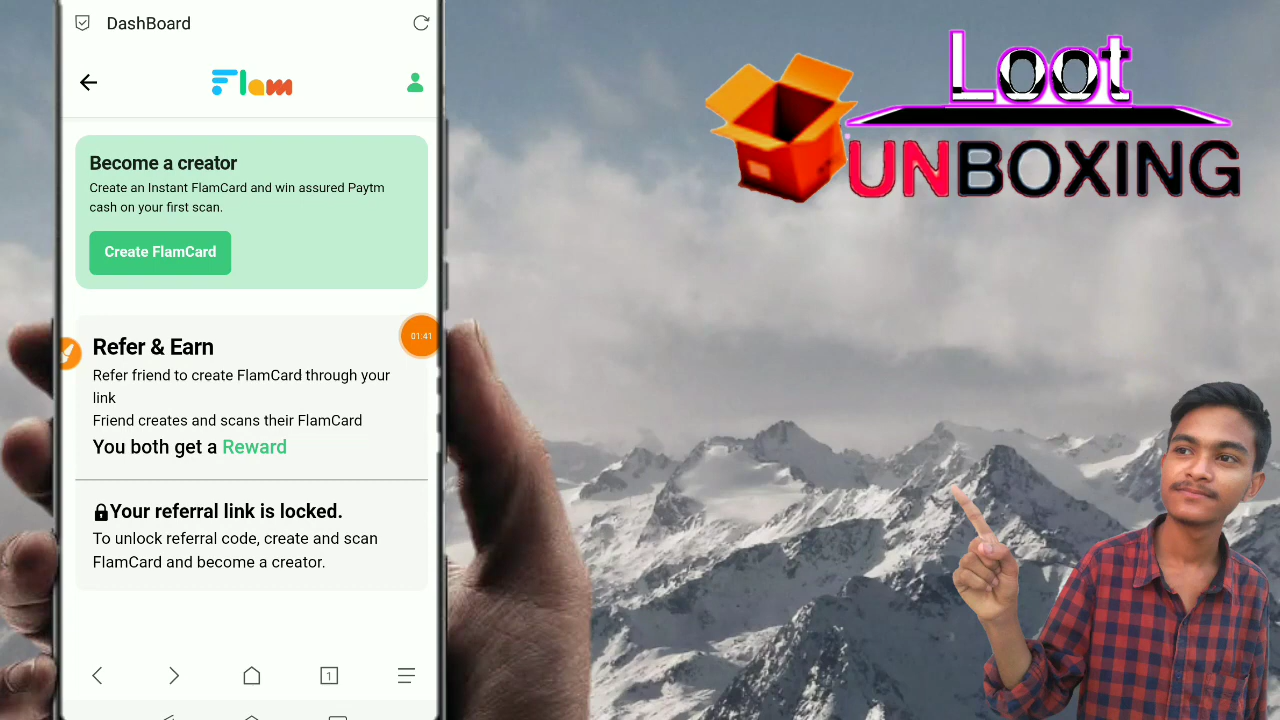 DashBoard
Flam
Become a creator
Create an Instant FlamCard and win assured Paytm
cash on your first scan.
Create FlamCard
Refer & Earn
01:41
Refer friend to create FlamCard through your
link
Friend creates and scans their FlamCard
You both get a Reward
Your referral link is locked.
To unlock referral code, create and scan
FlamCard and become a creator.
1
Loot
UNBOXING